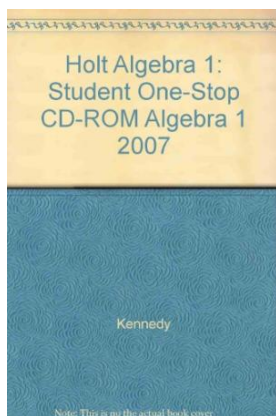 Holt Algebra 1:
Student One-Stop
CD-ROM Algebra 1
2007
Kennedy
Note: This is no the actual book cover